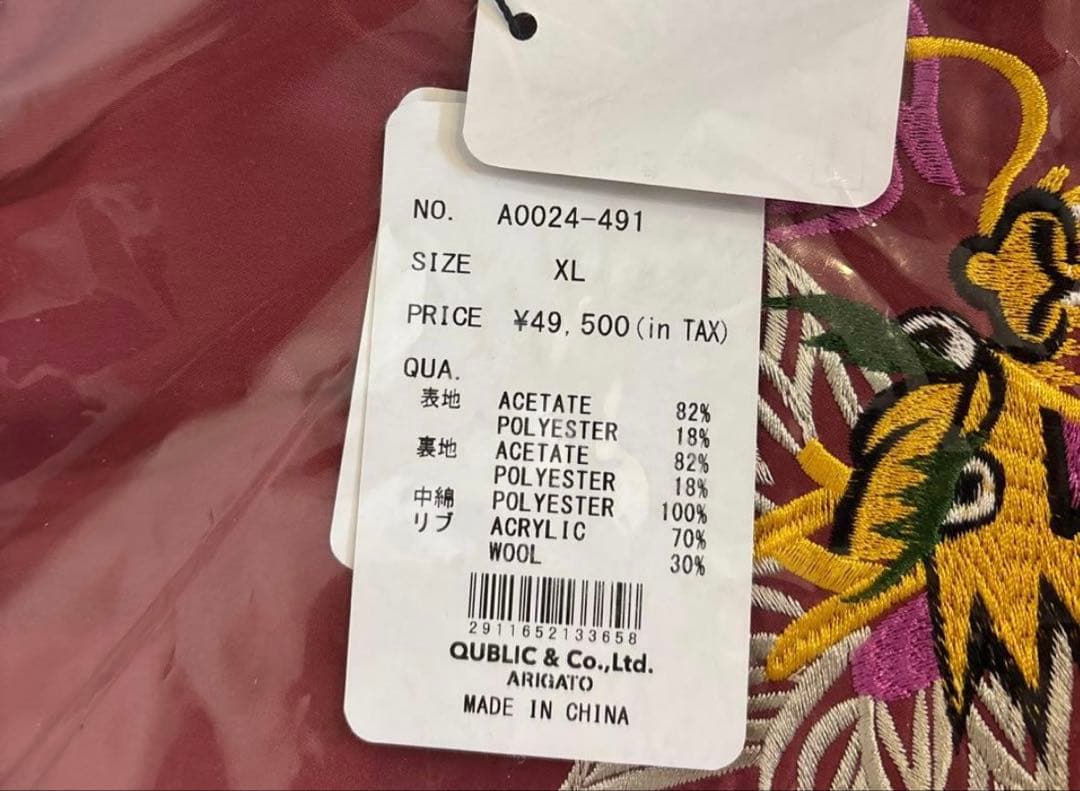 NO. A0024-491
SIZE XL
PRICE ¥49,500(in TAX)
QUA.
表地 ACETATE 82%
POLYESTER 18%
裏地 ACETATE 82%
POLYESTER 18%
中綿 POLYESTER 100%
リブ ACRYLIC 70%
WOOL 30%
2911652133658
QUBLIC & Co.,Ltd.
ARIGATO
MADE IN CHINA